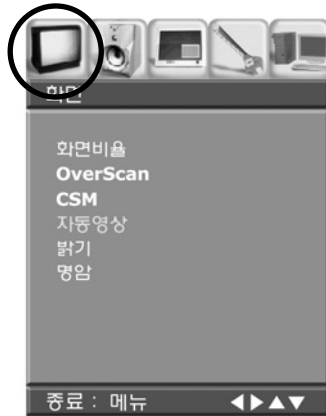 화면
화면비율
OverScan
CSM
자동영상
밝기
명암
종료 : 메뉴 ◀▶▲▼